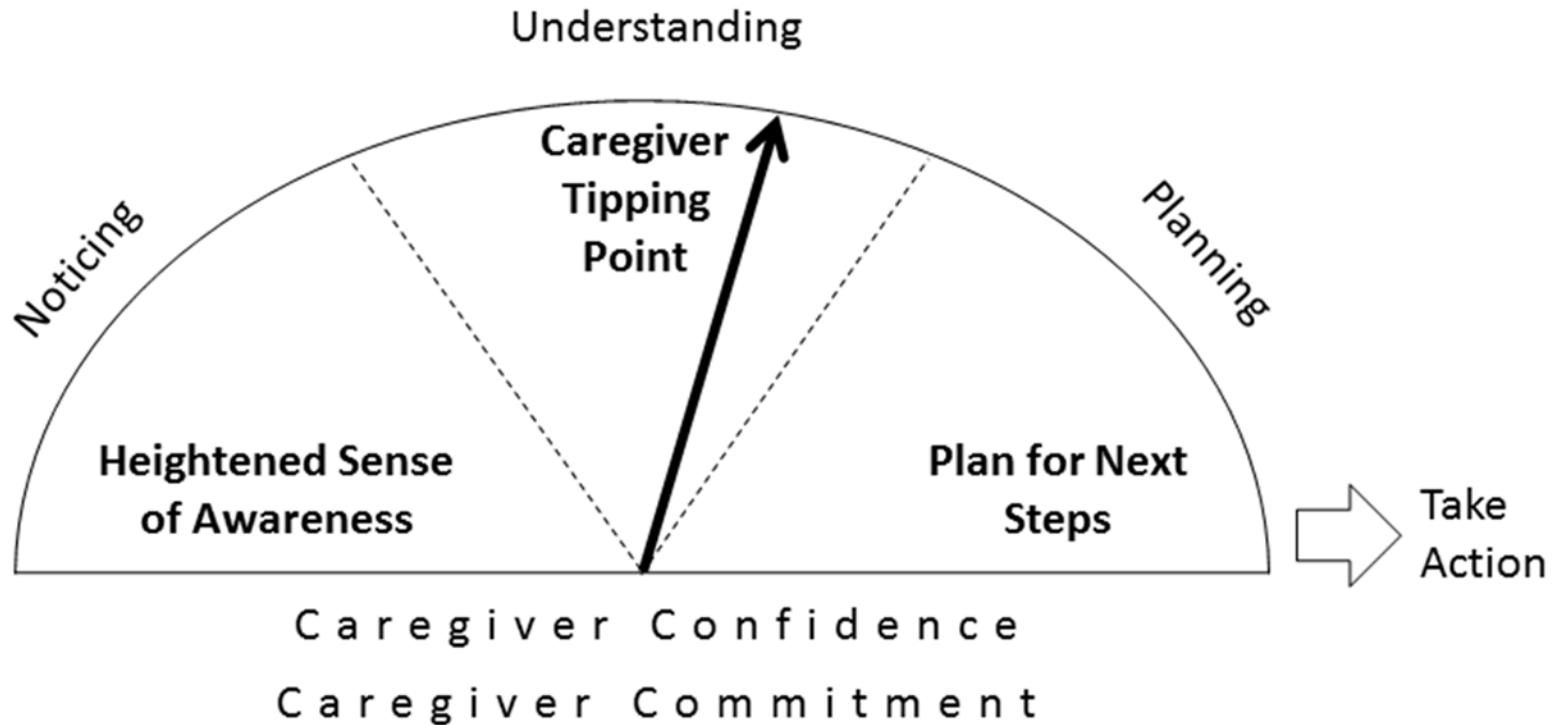 Understanding
Caregiver
Tipping
Point
Noticing
Planning
Heightened Sense
of Awareness
Plan for Next
Steps
Take
Action
Caregiver Confidence
Caregiver Commitment